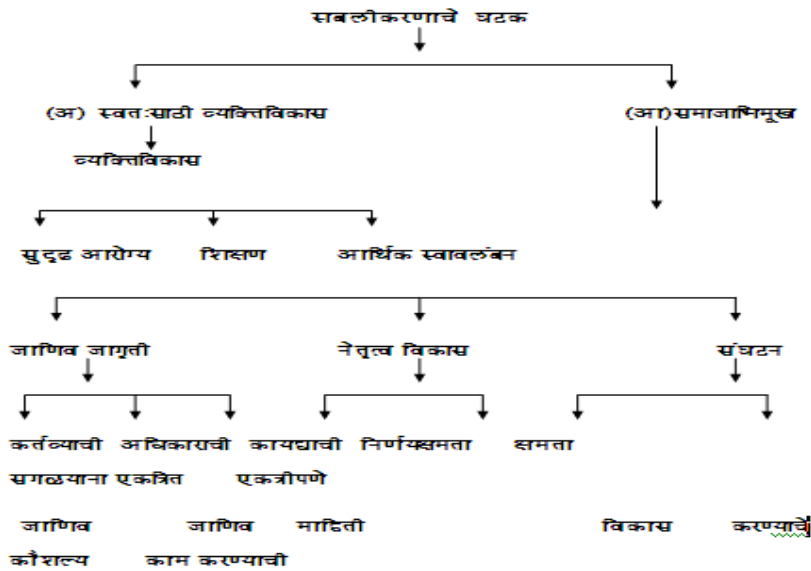 सबलीकरणाचे घटक
(अ) स्वतःसाठी व्यक्तिविकास (आ)समाजाभिमूख
व्यक्तिविकास
सुदृढ आरोग्य शिक्षण आर्थिक स्वावलंबन
जाणिव जागृती नेतृत्व विकास संघटन
कर्तव्याची अधिकाराची कायद्याची निर्णयक्षमता क्षमता
सगळयाना एकत्रित एकत्रीपणे
जाणिव जाणिव माहिती विकास करण्याचे
कौशल्य काम करण्याची